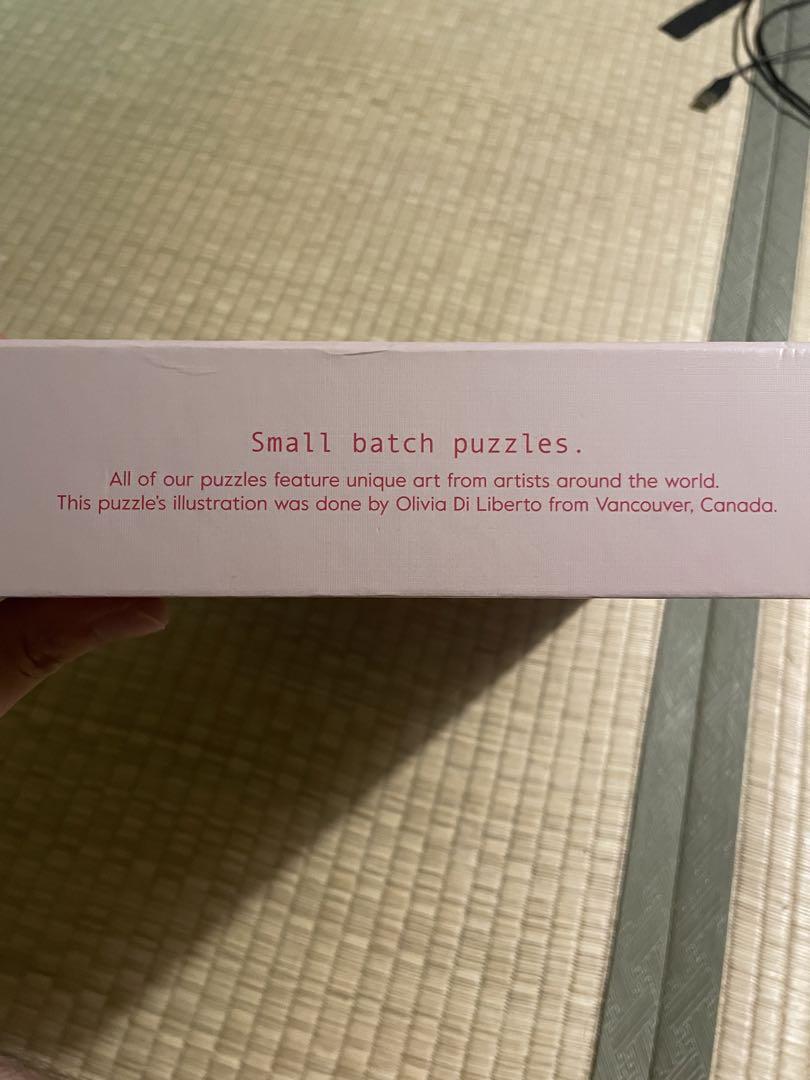 Small batch puzzles.
All of our puzzles feature unique art from artists around the world.
This puzzle's illustration was done by Olivia Di Liberto from Vancouver, Canada.